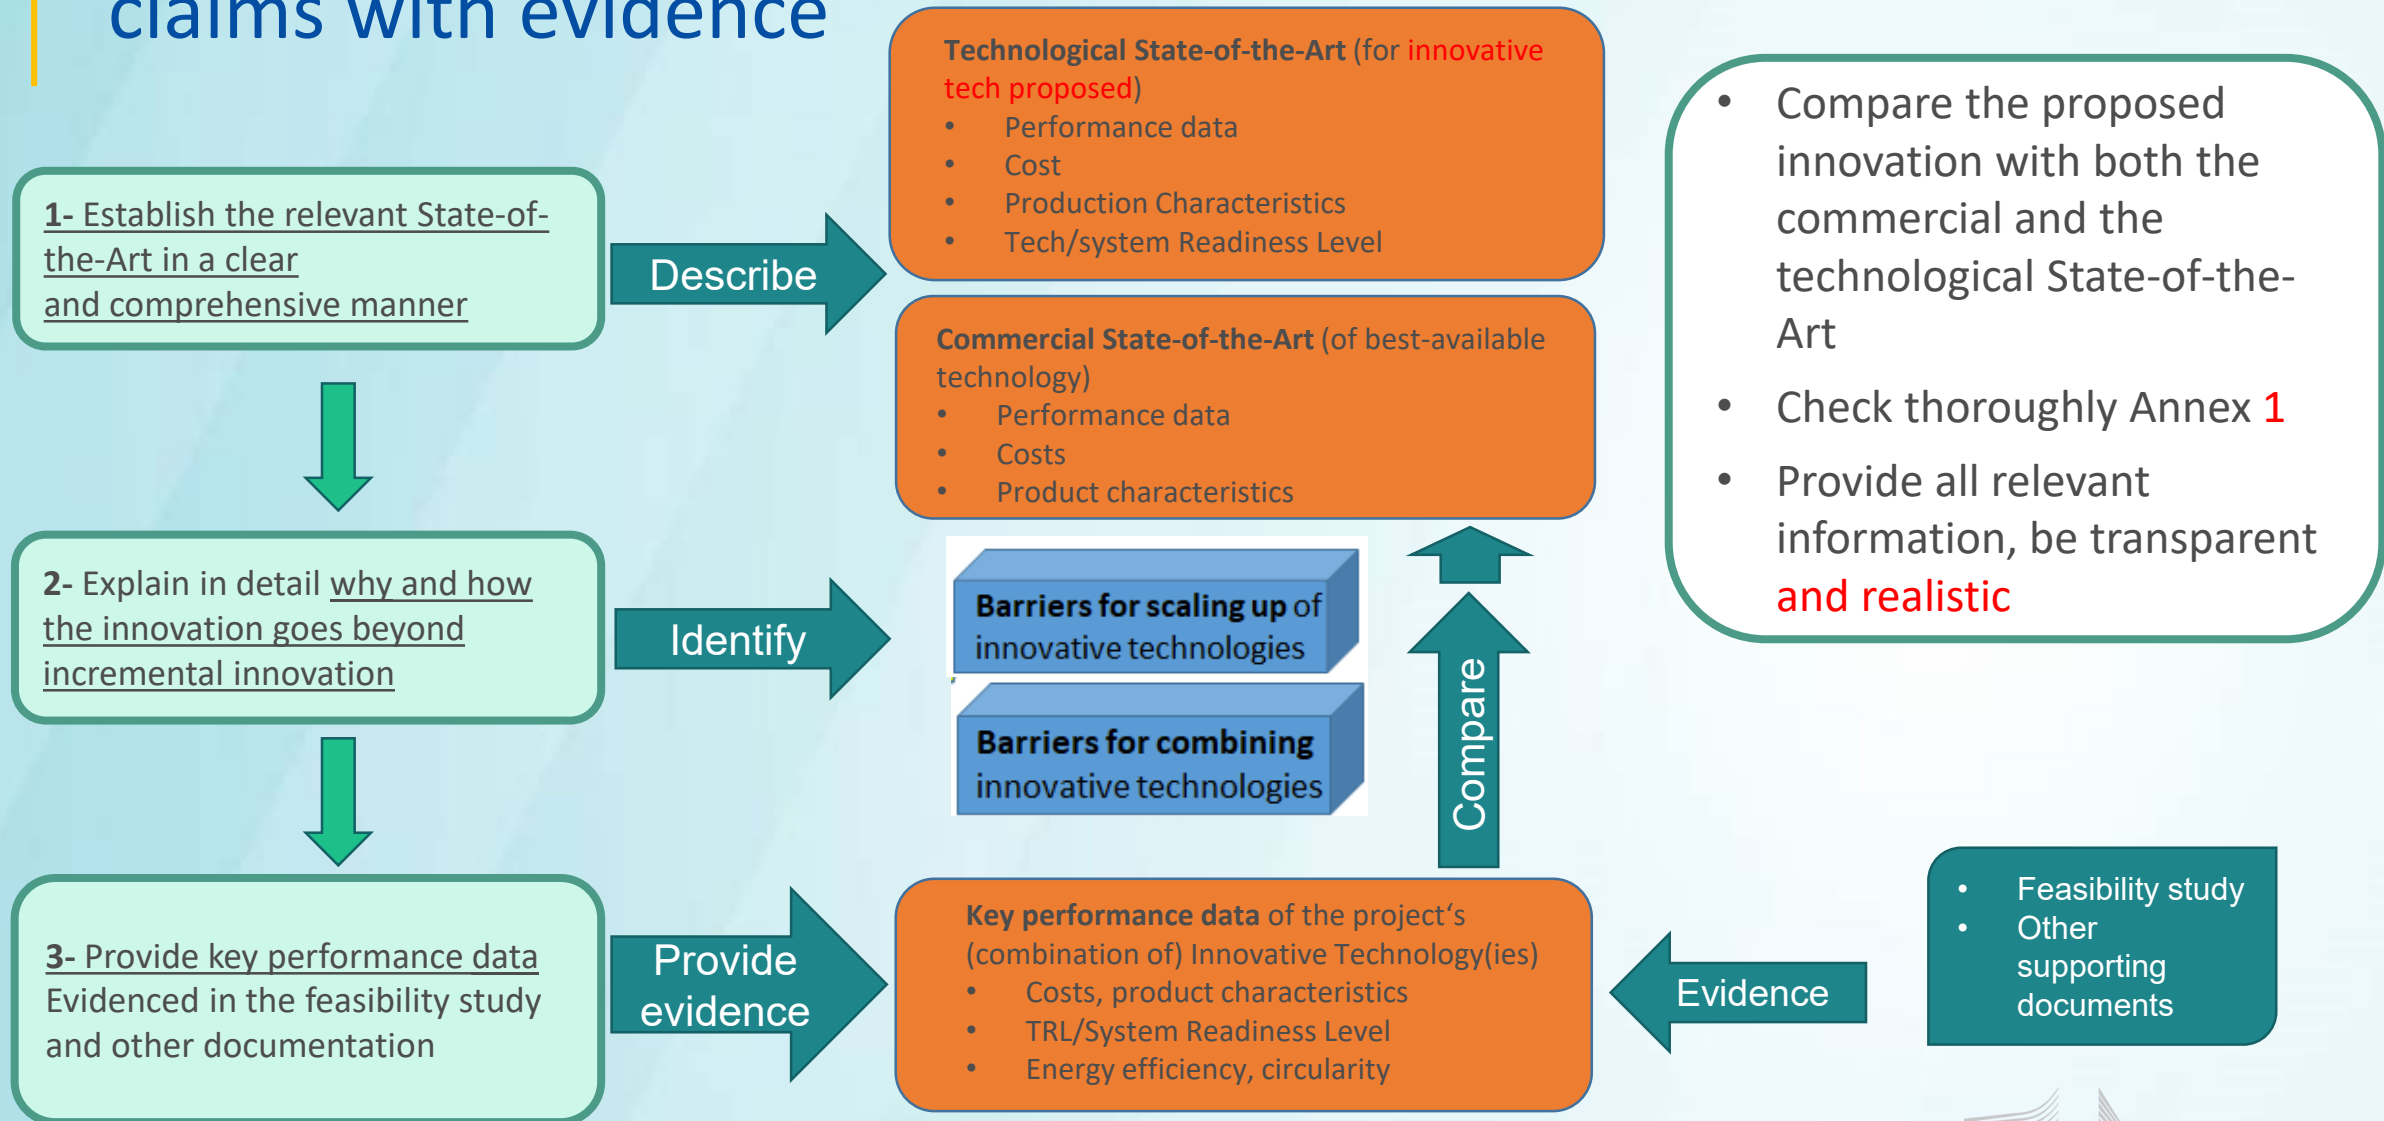 claims with evidence
1- Establish the relevant State-of-
the-Art in a clear
and comprehensive manner
Describe
Technological State-of-the-Art (for innovative
tech proposed)
• Performance data
• Cost
• Production Characteristics
• Tech/system Readiness Level
Commercial State-of-the-Art (of best-available
technology)
• Performance data
• Costs
• Product characteristics
2- Explain in detail why and how
the innovation goes beyond
incremental innovation
Identify
Barriers for scaling up of
innovative technologies
Barriers for combining
innovative technologies
Compare
3- Provide key performance data
Evidenced in the feasibility study
and other documentation
Provide
evidence
Key performance data of the project‘s
(combination of) Innovative Technology(ies)
• Costs, product characteristics
• TRL/System Readiness Level
• Energy efficiency, circularity
Evidence
• Feasibility study
• Other
supporting
documents
• Compare the proposed
innovation with both the
commercial and the
technological State-of-the-
Art
• Check thoroughly Annex 1
• Provide all relevant
information, be transparent
and realistic